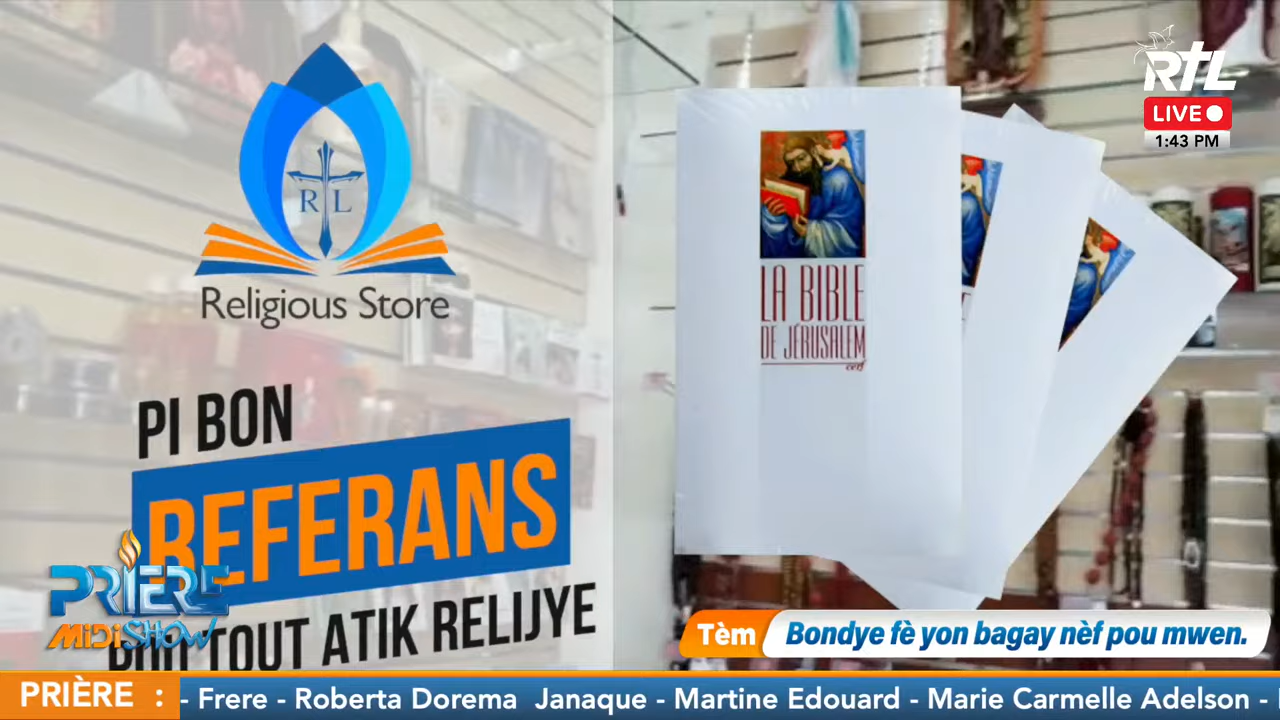 RTL
LIVE
1:43 PM
R L
Religious Store
PI BON
REFERANS
POU TOUT ATIK RELIJYE
LA BIBLE
DE JÉRUSALEM
cerf
PRIÈRE
MiDi SHOW
Tèm
Bondye fè yon bagay nèf pou mwen.
PRIÈRE :
- Frere - Roberta Dorema Janaque - Martine Edouard - Marie Carmelle Adelson -